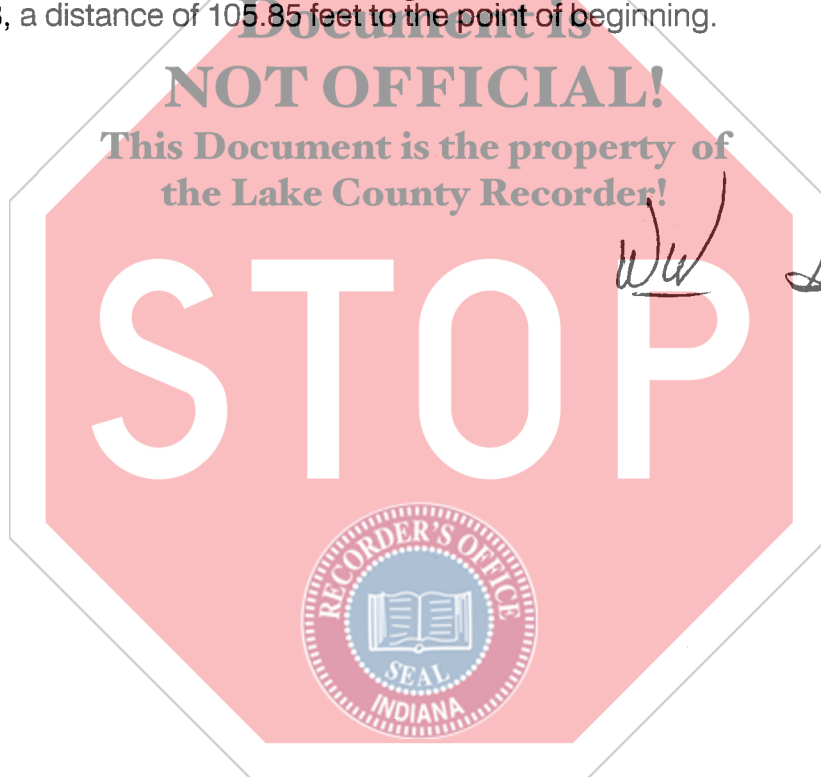 , a distance of 105.85 feet to the point of beginning.
Document is
NOT OFFICIAL!
This Document is the property of
the Lake County Recorder!
WW
STOP
RECORDER'S OFFICE
SEAL
INDIANA